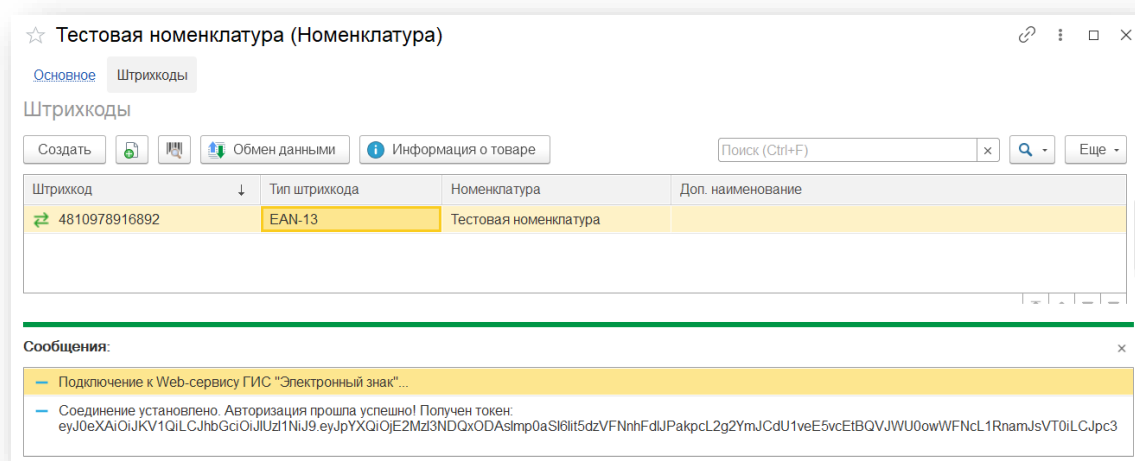 Тестовая номенклатура (Номенклатура)
Основное Штрихкоды
Штрихкоды
Создать Обмен данными Информация о товаре Поиск (Ctrl+F) Еще
Штрихкод Тип штрихкода Номенклатура Доп. наименование
4810978916892 EAN-13 Тестовая номенклатура
Сообщения:
Подключение к Web-сервису ГИС "Электронный знак"...
Соединение установлено. Авторизация прошла успешно! Получен токен: